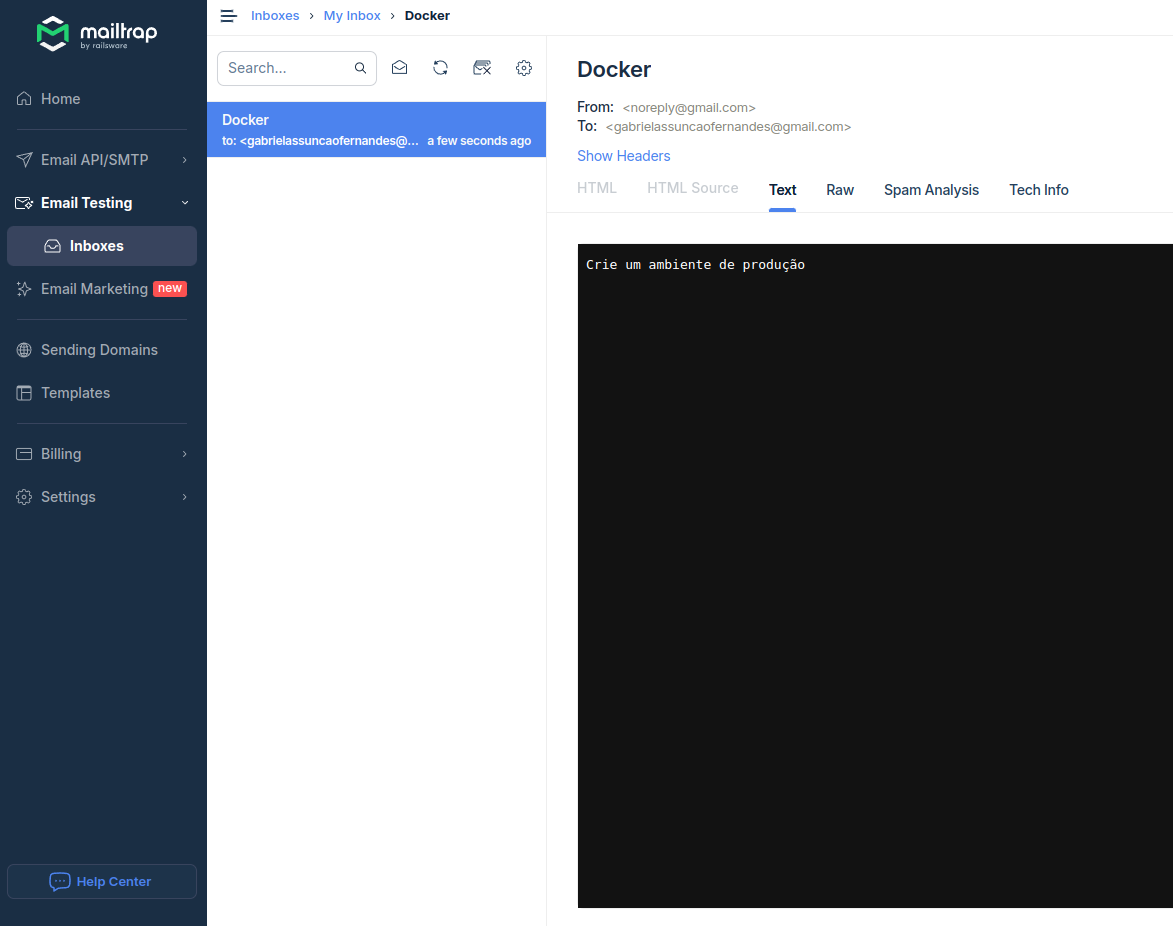 mailtrap
by railsware
Home
Email API/SMTP
Email Testing
Inboxes
Email Marketing new
Sending Domains
Templates
Billing
Settings
Help Center
Inboxes › My Inbox › Docker
Search...
Docker
to: <gabrielassuncaofernandes@... a few seconds ago
Docker
From: <noreply@gmail.com>
To: <gabrielassuncaofernandes@gmail.com>
Show Headers
HTML HTML Source Text Raw Spam Analysis Tech Info
Crie um ambiente de produção